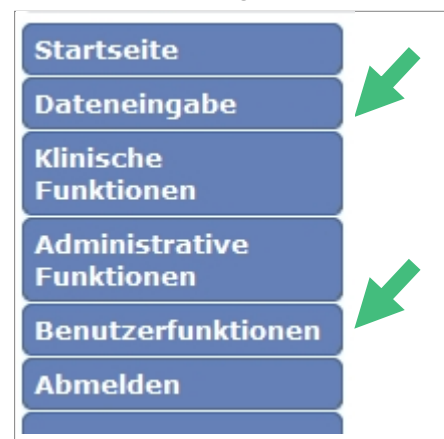 Startseite
Dateneingabe
Klinische
Funktionen
Administrative
Funktionen
Benutzerfunktionen
Abmelden